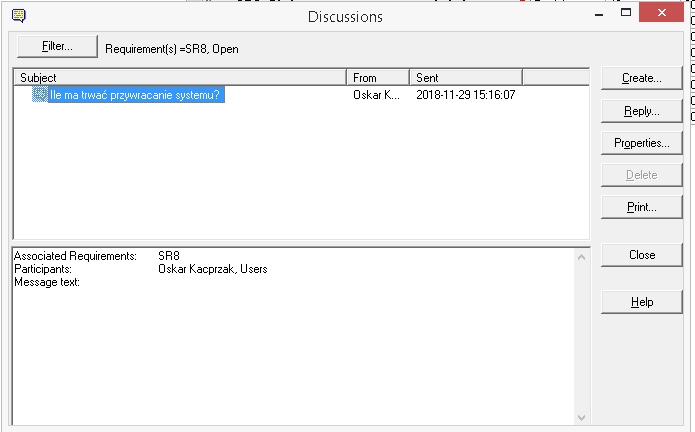 Discussions
Filter... Requirement(s) =SR8, Open
Subject From Sent
Ile ma trwać przywracanie systemu? Oskar K... 2018-11-29 15:16:07
Create...
Reply...
Properties...
Delete
Print...
Close
Help
Associated Requirements: SR8
Participants: Oskar Kacprzak, Users
Message text: